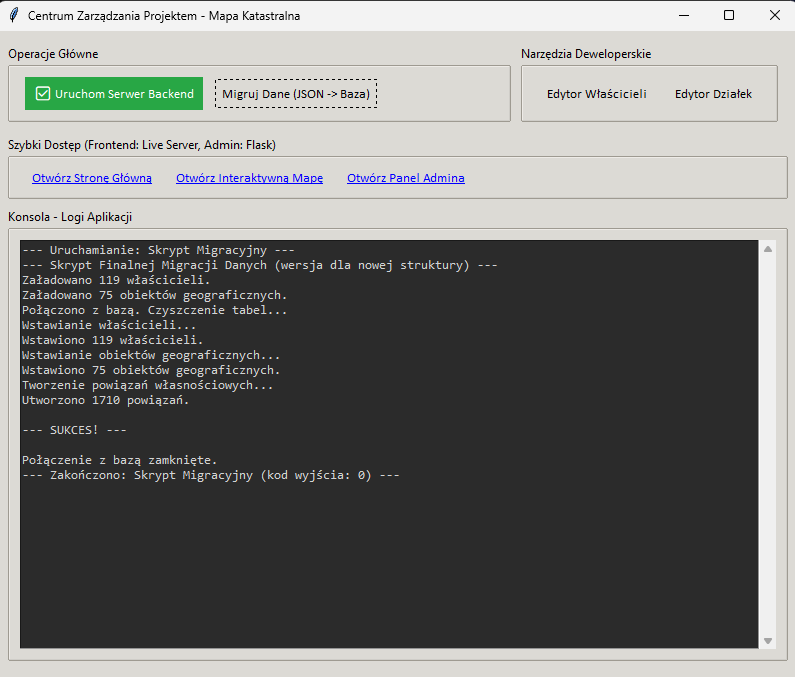 Centrum Zarządzania Projektem - Mapa Katastralna
Operacje Główne
Narzędzia Deweloperskie
Uruchom Serwer Backend
Migruj Dane (JSON -> Baza)
Edytor Właścicieli
Edytor Działek
Szybki Dostęp (Frontend: Live Server, Admin: Flask)
Otwórz Stronę Główną
Otwórz Interaktywną Mapę
Otwórz Panel Admina
Konsola - Logi Aplikacji
--- Uruchamianie: Skrypt Migracyjny ---
--- Skrypt Finalnej Migracji Danych (wersja dla nowej struktury) ---
Załadowano 119 właścicieli.
Załadowano 75 obiektów geograficznych.
Połączono z bazą. Czyszczenie tabel...
Wstawianie właścicieli...
Wstawiono 119 właścicieli.
Wstawianie obiektów geograficznych...
Wstawiono 75 obiektów geograficznych.
Tworzenie powiązań własnościowych...
Utworzono 1710 powiązań.
--- SUKCES! ---
Połączenie z bazą zamknięte.
--- Zakończono: Skrypt Migracyjny (kod wyjścia: 0) ---